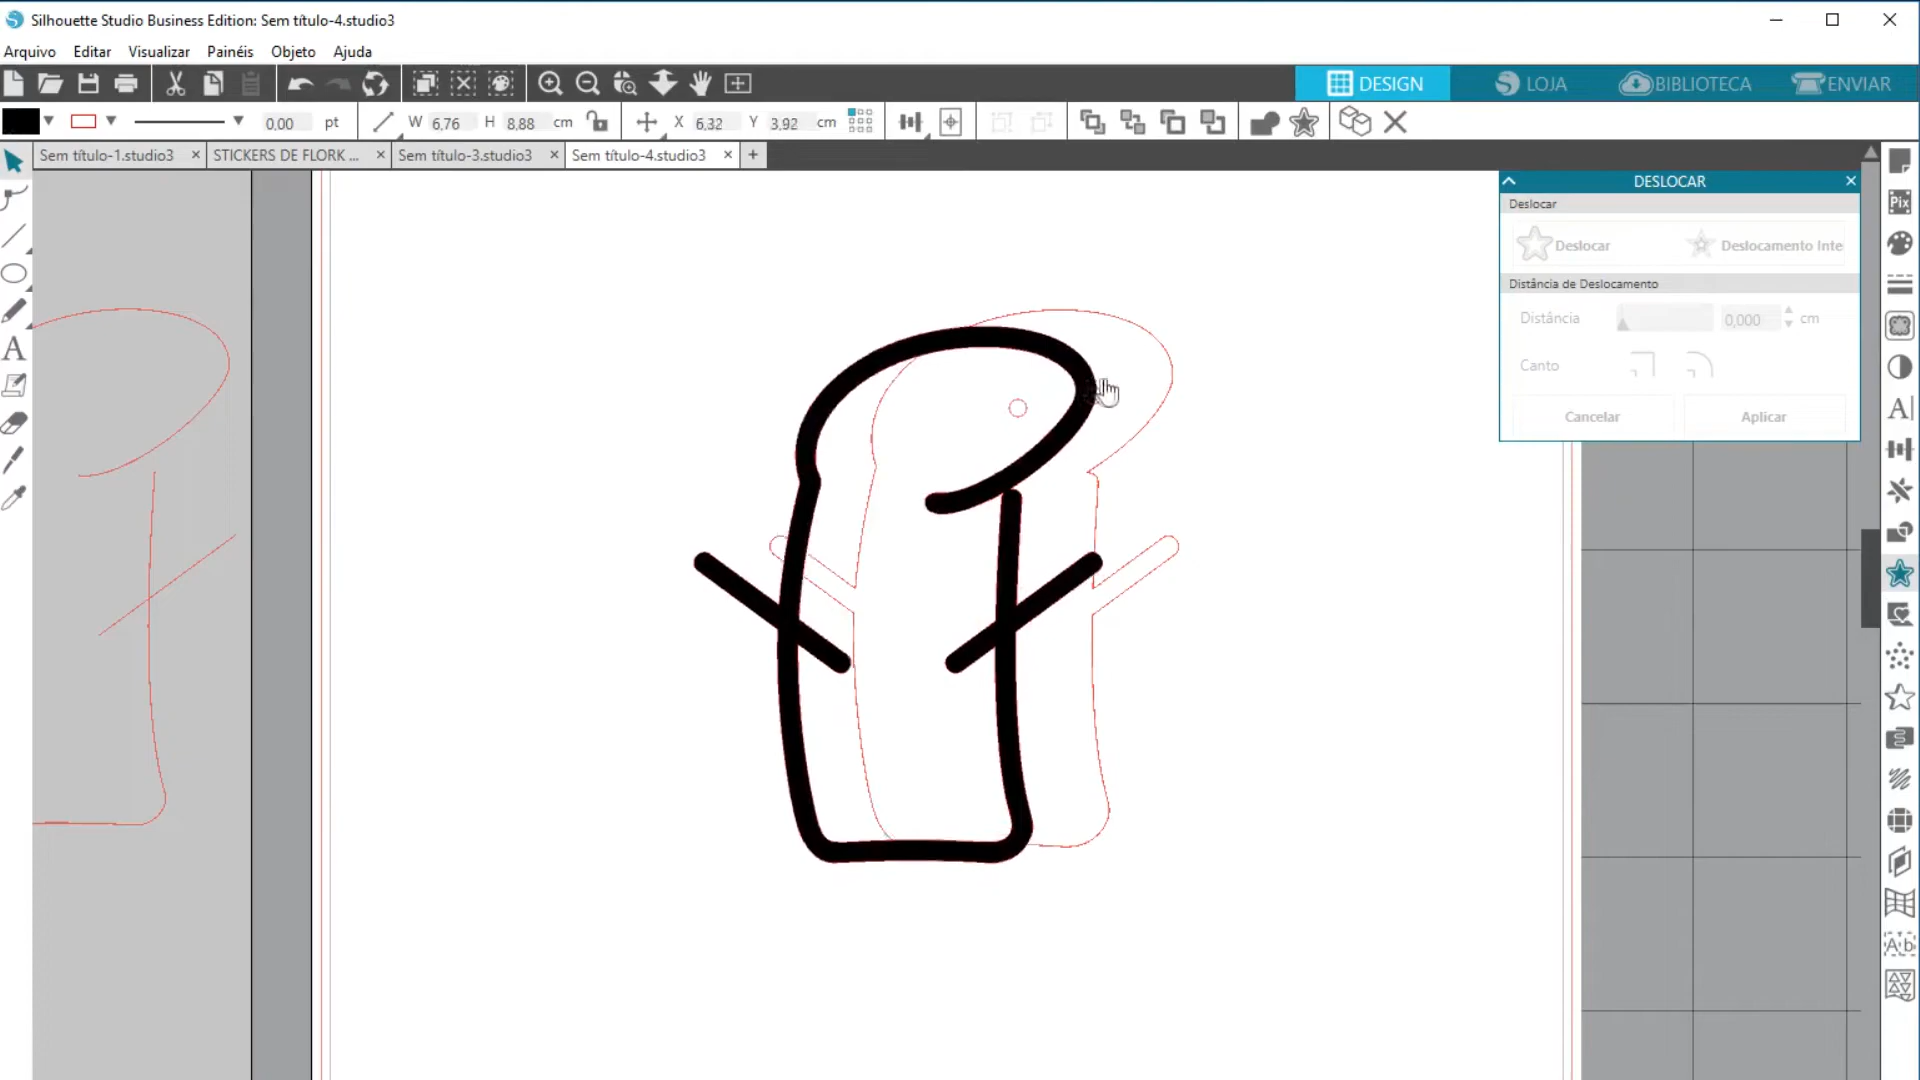 Silhouette Studio Business Edition: Sem título-4.studio3
Arquivo Editar Visualizar Painéis Objeto Ajuda
DESIGN LOJA BIBLIOTECA ENVIAR
0,00 pt W 6,76 H 8,88 cm X 6,32 Y 3,92 cm
Sem título-1.studio3 STICKERS DE FLORK ... Sem título-3.studio3 Sem título-4.studio3
DESLOCAR
Deslocar
Deslocar Deslocamento Inte
Distância de Deslocamento
Distância 0,000 cm
Canto
Cancelar Aplicar
Pix
A
A
Ab